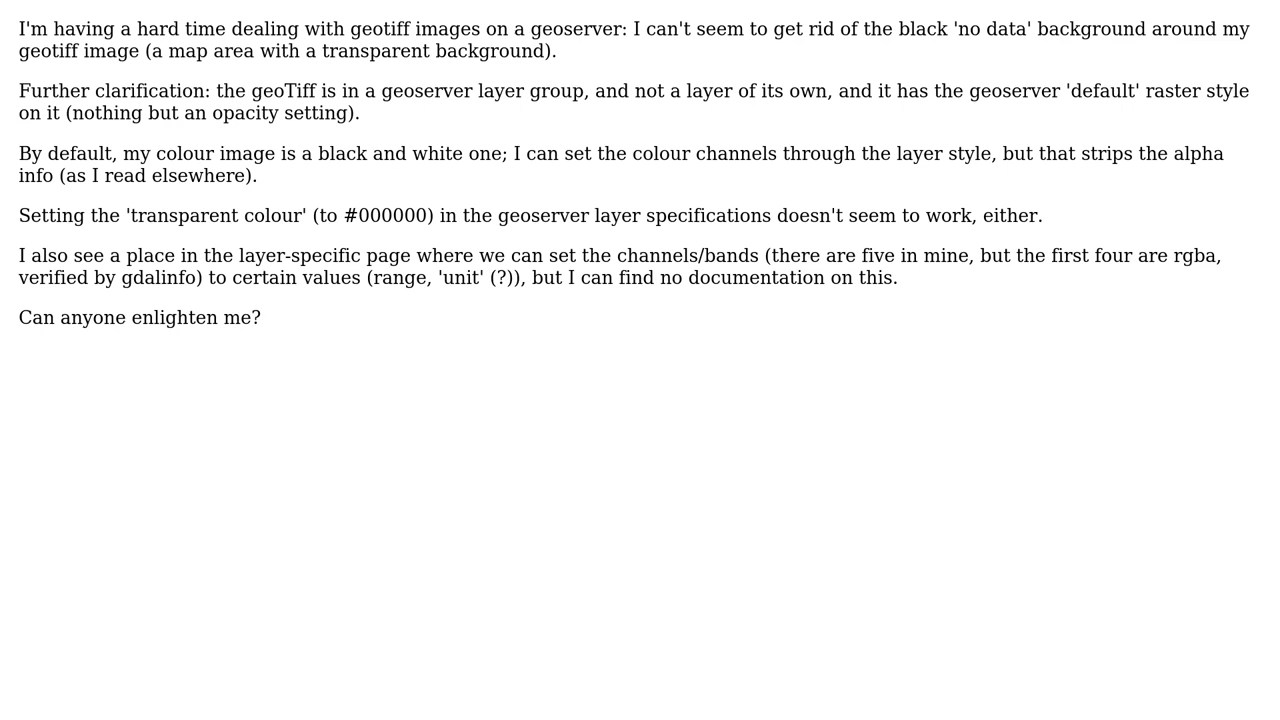 I'm having a hard time dealing with geotiff images on a geoserver: I can't seem to get rid of the black 'no data' background around my
geotiff image (a map area with a transparent background).
Further clarification: the geoTiff is in a geoserver layer group, and not a layer of its own, and it has the geoserver 'default' raster style
on it (nothing but an opacity setting).
By default, my colour image is a black and white one; I can set the colour channels through the layer style, but that strips the alpha
info (as I read elsewhere).
Setting the 'transparent colour' (to #000000) in the geoserver layer specifications doesn't seem to work, either.
I also see a place in the layer-specific page where we can set the channels/bands (there are five in mine, but the first four are rgba,
verified by gdalinfo) to certain values (range, 'unit' (?)), but I can find no documentation on this.
Can anyone enlighten me?